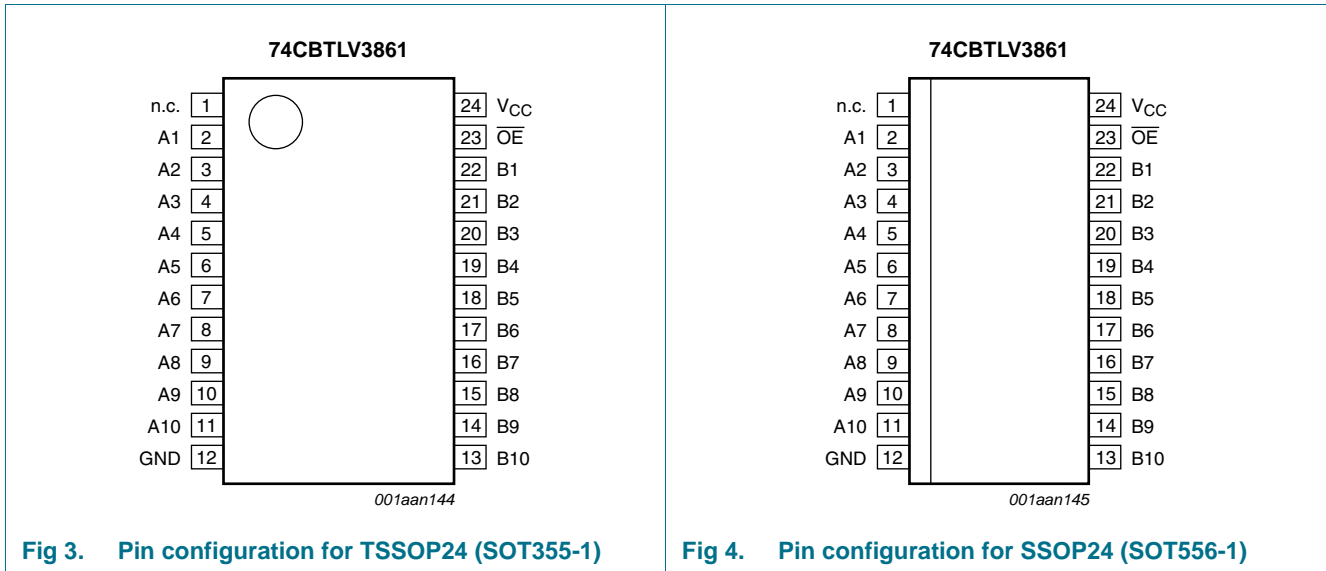 74CBTLV3861
n.c. 1 24 VCC
A1 2 23 OE
A2 3 22 B1
A3 4 21 B2
A4 5 20 B3
A5 6 19 B4
A6 7 18 B5
A7 8 17 B6
A8 9 16 B7
A9 10 15 B8
A10 11 14 B9
GND 12 13 B10
001aan144
Fig 3. Pin configuration for TSSOP24 (SOT355-1)
74CBTLV3861
n.c. 1 24 VCC
A1 2 23 OE
A2 3 22 B1
A3 4 21 B2
A4 5 20 B3
A5 6 19 B4
A6 7 18 B5
A7 8 17 B6
A8 9 16 B7
A9 10 15 B8
A10 11 14 B9
GND 12 13 B10
001aan145
Fig 4. Pin configuration for SSOP24 (SOT556-1)